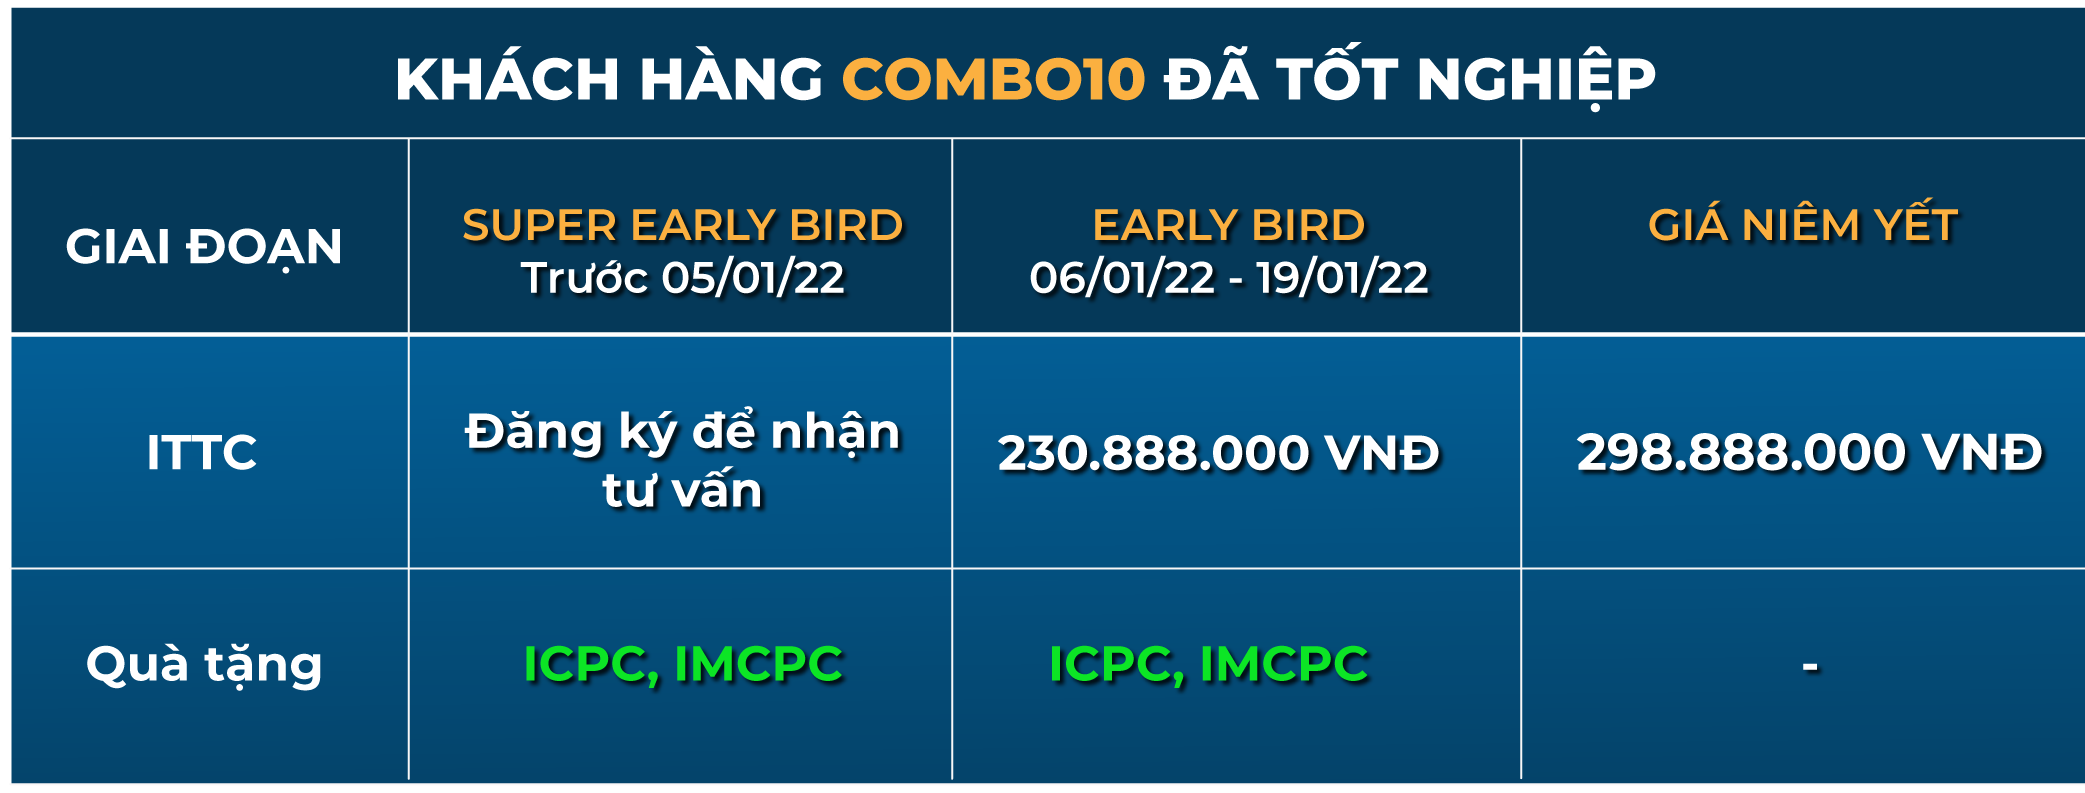 KHÁCH HÀNG COMBO10 ĐÃ TỐT NGHIỆP
GIAI ĐOẠN
SUPER EARLY BIRD
Trước 05/01/22
EARLY BIRD
06/01/22 - 19/01/22
GIÁ NIÊM YẾT
ITTC
Đăng ký để nhận
tư vấn
230.888.000 VNĐ
298.888.000 VNĐ
Quà tặng
ICPC, IMCPC
ICPC, IMCPC
-